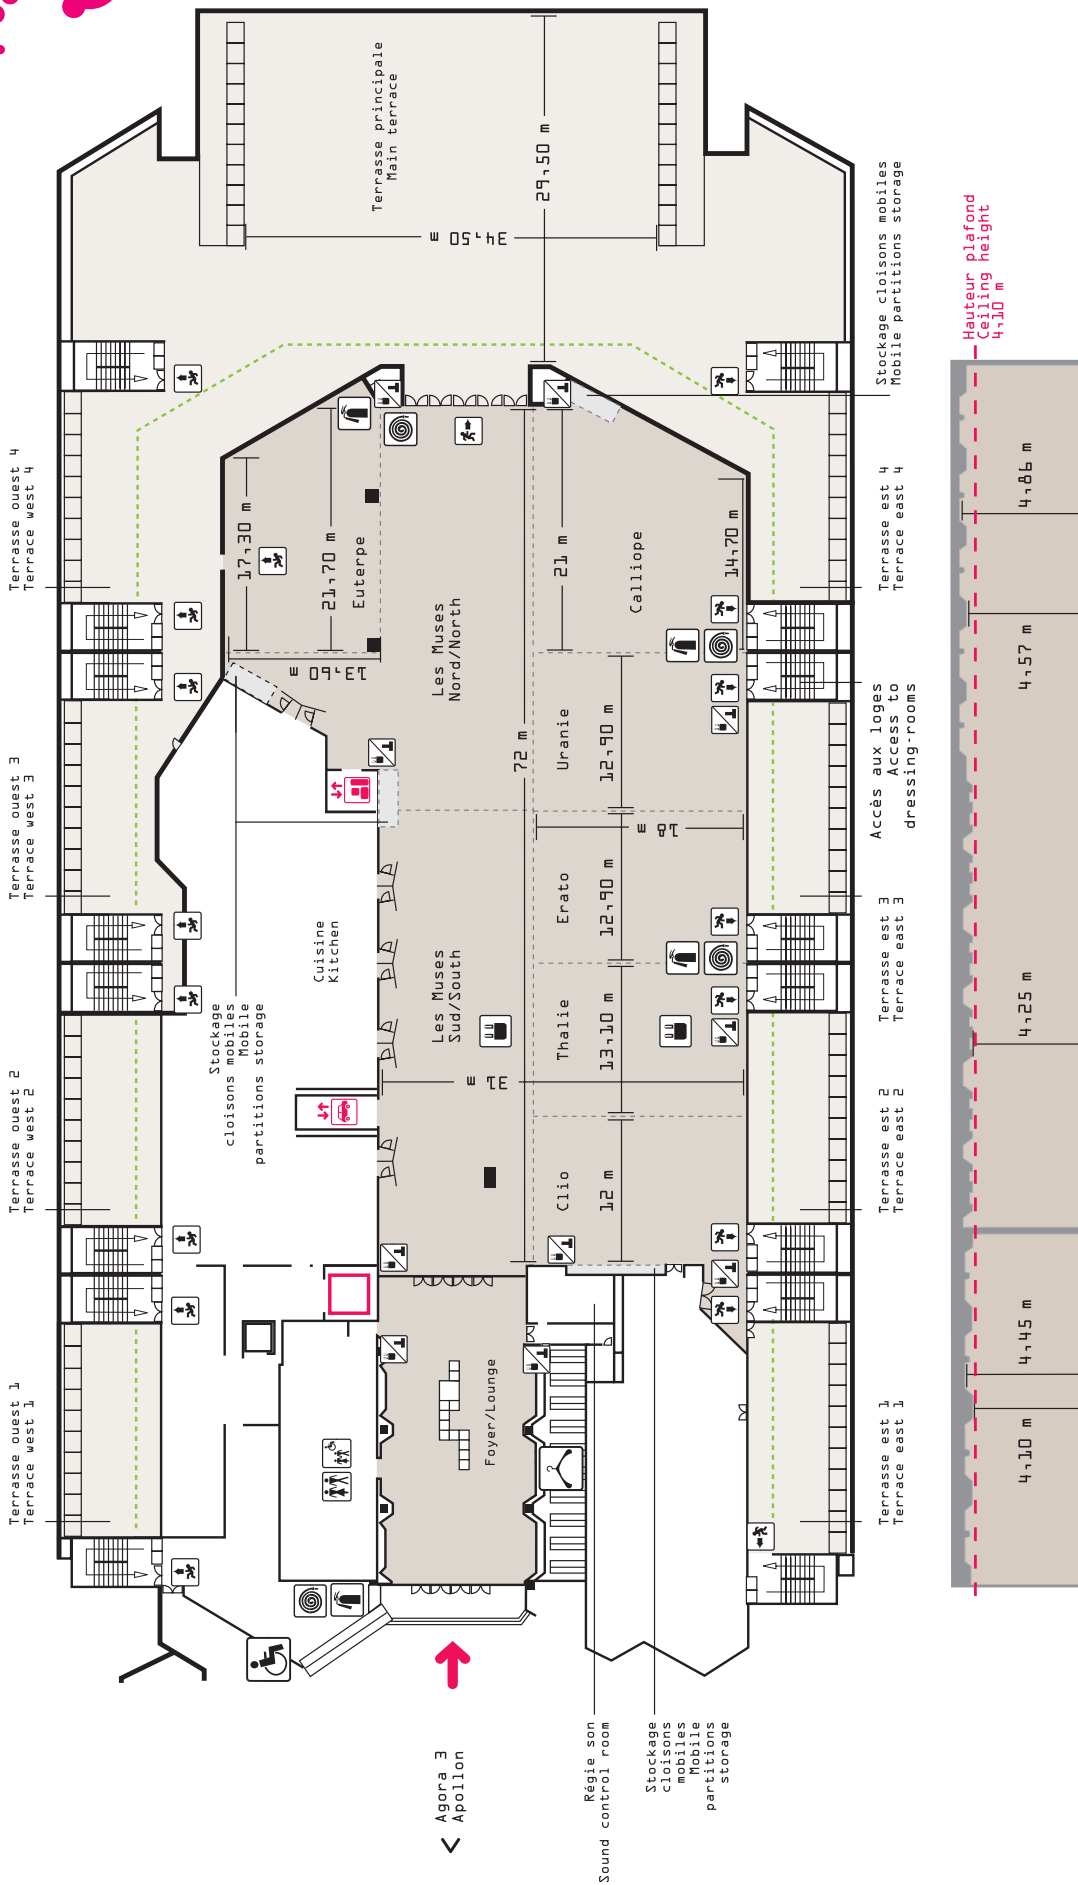 Terrasse principale
Main terrace
29,50 m
34,50 m
Stockage cloisons mobiles
Mobile partitions storage
Hauteur plafond
Ceiling height
4,10 m
Terrasse ouest 4
Terrace west 4
17,30 m
21,70 m
Euterpe
13,60 m
Les Muses
Nord/North
21 m
Calliope
14,70 m
Terrasse est 4
Terrace east 4
4,86 m
4,57 m
Terrasse ouest 3
Terrace west 3
72 m
Uranie
12,90 m
18 m
Accès aux loges
Access to
dressing-rooms
Cuisine
Kitchen
Stockage
cloisons mobiles
Mobile
partitions storage
Les Muses
Sud/South
Erato
12,90 m
Thalie
13,10 m
31 m
Terrasse est 3
Terrace east 3
4,25 m
Terrasse ouest 2
Terrace west 2
Clio
12 m
Terrasse est 2
Terrace east 2
Terrasse ouest 1
Terrace west 1
Foyer/Lounge
Terrasse est 1
Terrace east 1
4,45 m
4,10 m
< Agora 3
Apollon
Régie son
Sound control room
Stockage
cloisons
mobiles
Mobile
partitions
storage
T
T
T
T
T
T
T
T
T
T